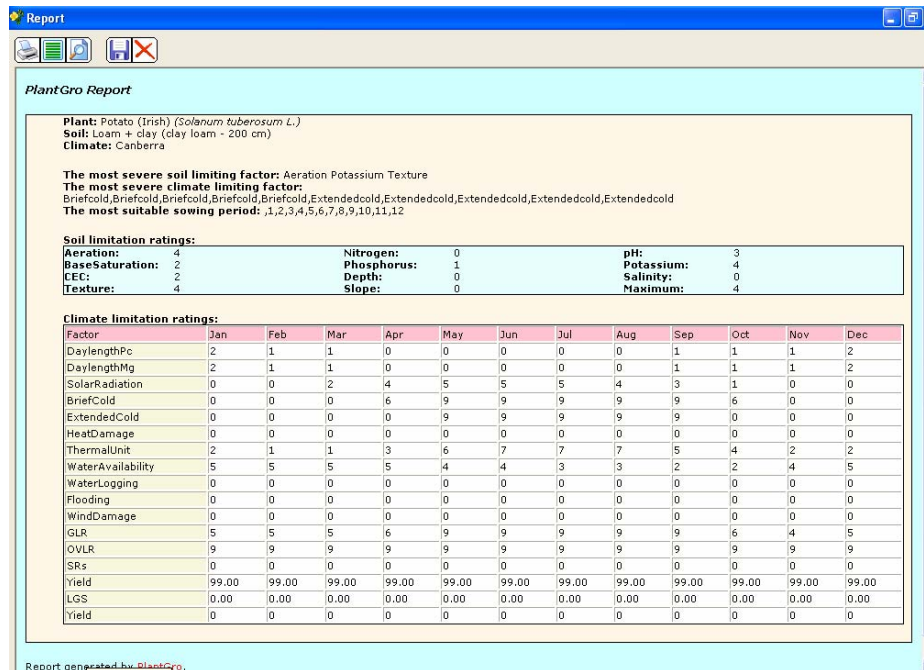 Report
PlantGro Report
Plant: Potato (Irish) (Solanum tuberosum L.)
Soil: Loam + clay (clay loam - 200 cm)
Climate: Canberra
The most severe soil limiting factor: Aeration Potassium Texture
The most severe climate limiting factor:
Briefcold,Briefcold,Briefcold,Briefcold,Briefcold,Extendedcold,Extendedcold,Extendedcold,Extendedcold,Extendedcold
The most suitable sowing period: ,1,2,3,4,5,6,7,8,9,10,11,12
Soil limitation ratings:
Aeration: 4 Nitrogen: 0 pH: 3
BaseSaturation: 2 Phosphorus: 1 Potassium: 4
CEC: 2 Depth: 0 Salinity: 0
Texture: 4 Slope: 0 Maximum: 4
Climate limitation ratings:
Factor Jan Feb Mar Apr May Jun Jul Aug Sep Oct Nov Dec
DaylengthPc 2 1 1 0 0 0 0 0 1 1 1 2
DaylengthMg 2 1 1 0 0 0 0 0 1 1 1 2
SolarRadiation 0 0 2 4 5 5 5 4 3 1 0 0
BriefCold 0 0 0 6 9 9 9 9 9 6 0 0
ExtendedCold 0 0 0 0 9 9 9 9 9 0 0 0
HeatDamage 0 0 0 0 0 0 0 0 0 0 0 0
ThermalUnit 2 1 1 3 6 7 7 7 5 4 2 2
WaterAvailability 5 5 5 5 4 4 3 3 2 2 4 5
WaterLogging 0 0 0 0 0 0 0 0 0 0 0 0
Flooding 0 0 0 0 0 0 0 0 0 0 0 0
WindDamage 0 0 0 0 0 0 0 0 0 0 0 0
GLR 5 5 5 6 9 9 9 9 9 6 4 5
OVLR 9 9 9 9 9 9 9 9 9 9 9 9
SRs 0 0 0 0 0 0 0 0 0 0 0 0
Yield 99.00 99.00 99.00 99.00 99.00 99.00 99.00 99.00 99.00 99.00 99.00 99.00
LGS 0.00 0.00 0.00 0.00 0.00 0.00 0.00 0.00 0.00 0.00 0.00 0.00
Yield 0 0 0 0 0 0 0 0 0 0 0 0
Report generated by PlantGro.